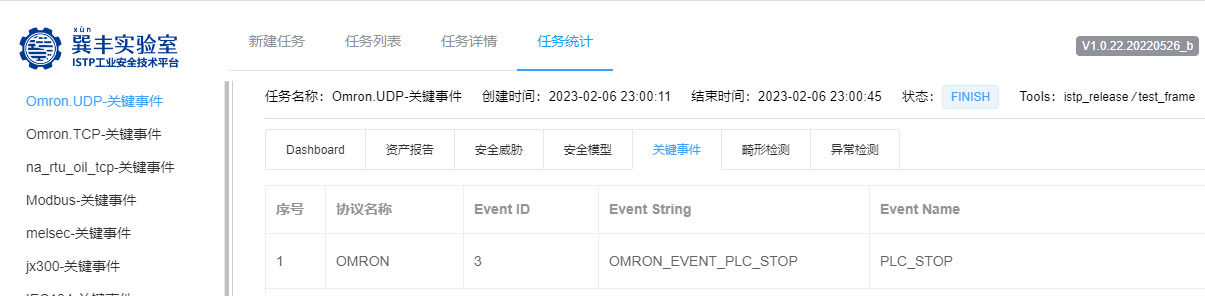 xùn
巽丰实验室
ISTP工业安全技术平台
新建任务 任务列表 任务详情 任务统计
V1.0.22.20220526_b
Omron.UDP-关键事件
Omron.TCP-关键事件
na_rtu_oil_tcp-关键事件
Modbus-关键事件
melsec-关键事件
jx300-关键事件
任务名称：Omron.UDP-关键事件 创建时间：2023-02-06 23:00:11 结束时间：2023-02-06 23:00:45 状态： FINISH Tools：istp_release / test_frame
Dashboard 资产报告 安全威胁 安全模型 关键事件 畸形检测 异常检测
序号 协议名称 Event ID Event String Event Name
1 OMRON 3 OMRON_EVENT_PLC_STOP PLC_STOP